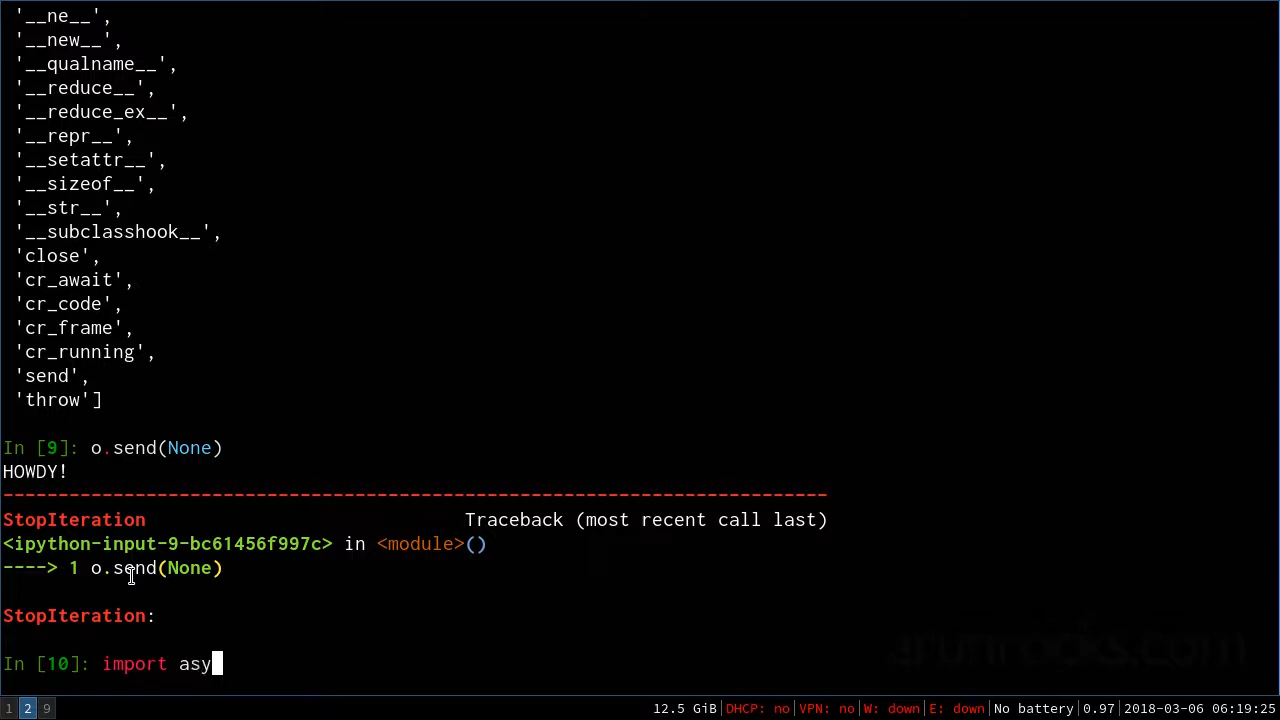 '__ne__',
'__new__',
'__qualname__',
'__reduce__',
'__reduce_ex__',
'__repr__',
'__setattr__',
'__sizeof__',
'__str__',
'__subclasshook__',
'close',
'cr_await',
'cr_code',
'cr_frame',
'cr_running',
'send',
'throw']
In [9]: o.send(None)
HOWDY!
---------------------------------------------------------------------------
StopIteration Traceback (most recent call last)
<ipython-input-9-bc61456f997c> in <module>()
----> 1 o.send(None)
StopIteration:
arunrocks.com
In [10]: import asy
1 2 9 12.5 GiB|DHCP: no|VPN: no|W: down|E: down|No battery|0.97|2018-03-06 06:19:25